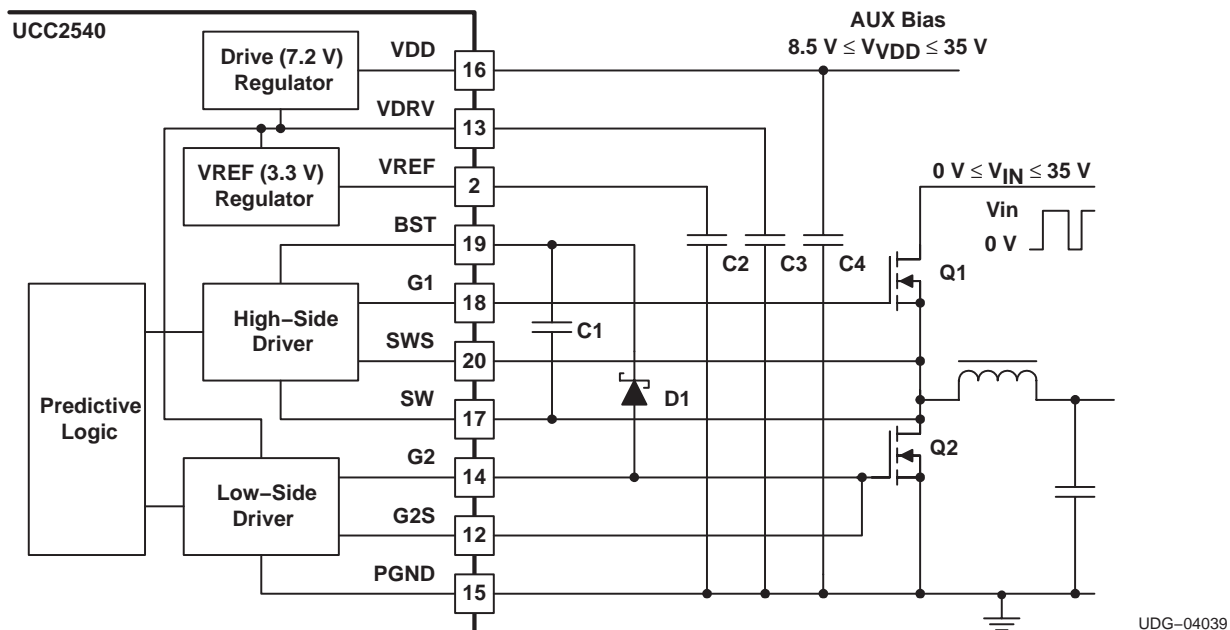 UCC2540
Drive (7.2 V)
Regulator
VDD
16
AUX Bias
8.5 V ≤ VVDD ≤ 35 V
VDRV
13
VREF (3.3 V)
Regulator
VREF
2
0 V ≤ VIN ≤ 35 V
Vin
0 V
BST
19
C2
C3
C4
Q1
G1
18
High–Side
Driver
C1
SWS
20
Predictive
Logic
SW
17
D1
Q2
G2
14
Low–Side
Driver
G2S
12
PGND
15
UDG–04039